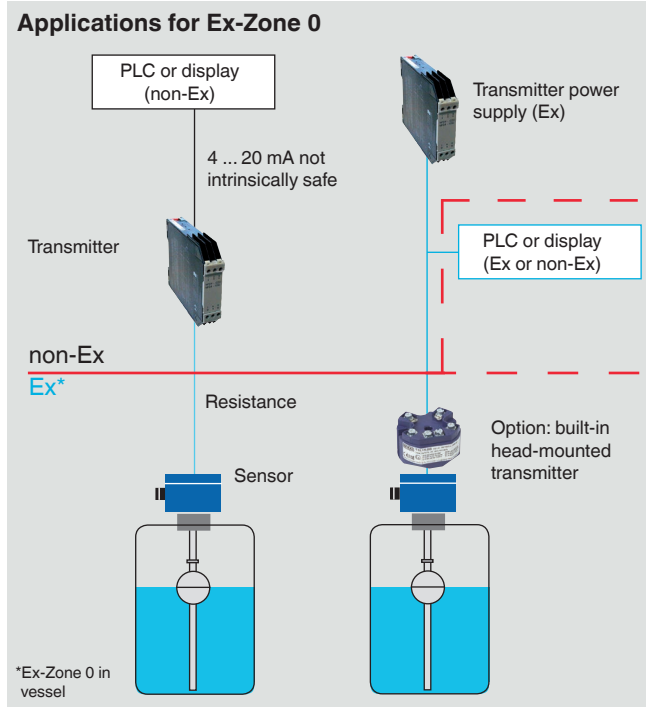 Applications for Ex-Zone 0
PLC or display
(non-Ex)
Transmitter power
supply (Ex)
4 ... 20 mA not
intrinsically safe
Transmitter
PLC or display
(Ex or non-Ex)
non-Ex
Ex*
Resistance
Option: built-in
head-mounted
transmitter
Sensor
*Ex-Zone 0 in
vessel